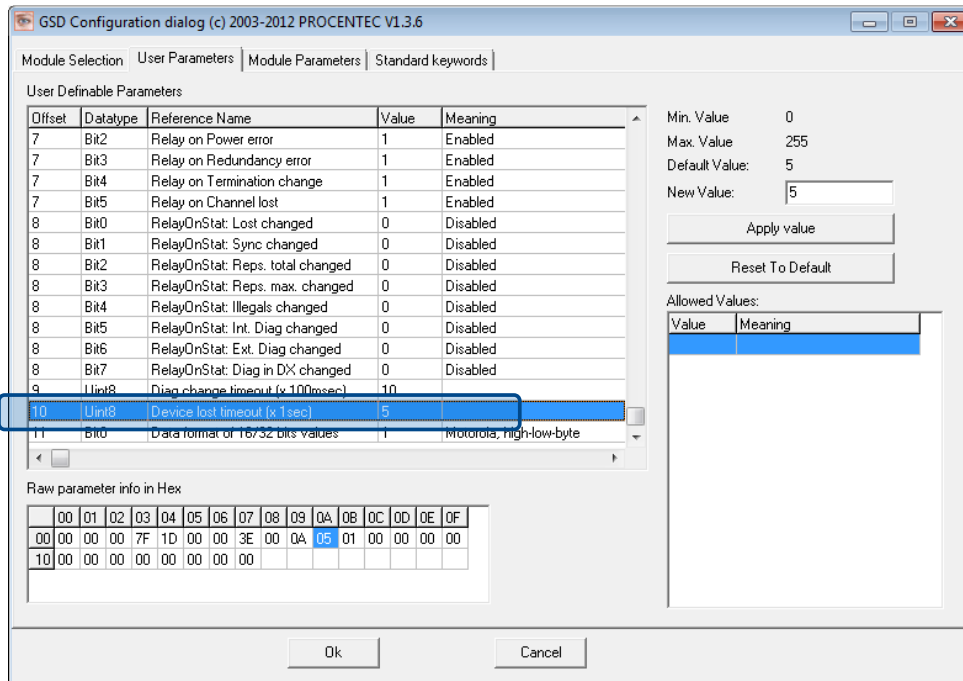 GSD Configuration dialog (c) 2003-2012 PROCENTEC V1.3.6
Module Selection User Parameters Module Parameters Standard keywords
User Definable Parameters
Offset Datatype Reference Name Value Meaning
7 Bit2 Relay on Power error 1 Enabled
7 Bit3 Relay on Redundancy error 1 Enabled
7 Bit4 Relay on Termination change 1 Enabled
7 Bit5 Relay on Channel lost 1 Enabled
8 Bit0 RelayOnStat: Lost changed 0 Disabled
8 Bit1 RelayOnStat: Sync changed 0 Disabled
8 Bit2 RelayOnStat: Reps. total changed 0 Disabled
8 Bit3 RelayOnStat: Reps. max. changed 0 Disabled
8 Bit4 RelayOnStat: Illegals changed 0 Disabled
8 Bit5 RelayOnStat: Int. Diag changed 0 Disabled
8 Bit6 RelayOnStat: Ext. Diag changed 0 Disabled
8 Bit7 RelayOnStat: Diag in DX changed 0 Disabled
9 Uint8 Diag change timeout (x 100msec) 10
10 Uint8 Device lost timeout (x 1sec) 5
11 Bit0 Data format of 16/32 bits values 1 Motorola, high-low-byte
Min. Value 0
Max. Value 255
Default Value: 5
New Value: 5
Apply value
Reset To Default
Allowed Values:
Value Meaning
Raw parameter info in Hex
00 01 02 03 04 05 06 07 08 09 0A 0B 0C 0D 0E 0F
00 00 00 00 7F 1D 00 00 3E 00 0A 05 01 00 00 00 00
10 00 00 00 00 00 00 00 00
Ok Cancel